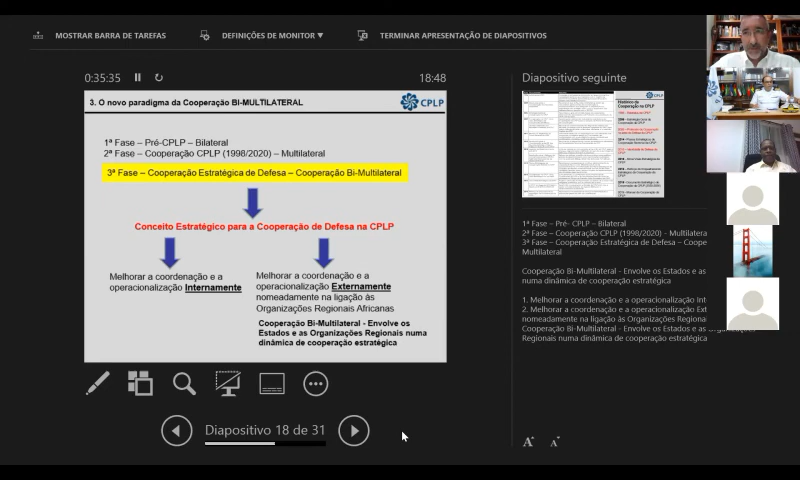 MOSTRAR BARRA DE TAREFAS
DEFINIÇÕES DE MONITOR ▼
TERMINAR APRESENTAÇÃO DE DIAPOSITIVOS
0:35:35
18:48
3. O novo paradigma da Cooperação BI-MULTILATERAL
CPLP
1ª Fase – Pré-CPLP – Bilateral
2ª Fase – Cooperação CPLP (1998/2020) – Multilateral
3ª Fase – Cooperação Estratégica de Defesa – Cooperação Bi-Multilateral
Conceito Estratégico para a Cooperação de Defesa na CPLP
Melhorar a coordenação e a
operacionalização Internamente
Melhorar a coordenação e a
operacionalização Externamente
nomeadamente na ligação às
Organizações Regionais Africanas
Cooperação Bi-Multilateral - Envolve os
Estados e as Organizações Regionais numa
dinâmica de cooperação estratégica
Diapositivo 18 de 31
Diapositivo seguinte
CPLP
1ª Fase – Pré- CPLP – Bilateral
2ª Fase – Cooperação CPLP (1998/2020) - Multilatera
3ª Fase – Cooperação Estratégica de Defesa – Coope
Multilateral
Cooperação Bi-Multilateral - Envolve os Estados e as
numa dinâmica de cooperação estratégica
1. Melhorar a coordenação e a operacionalização Int
2. Melhorar a coordenação e a operacionalização Ext
nomeadamente na ligação às Organizações Regionai
Cooperação Bi-Multilateral - Envolve os Estados e as
Regionais numa dinâmica de cooperação estratégica
A A